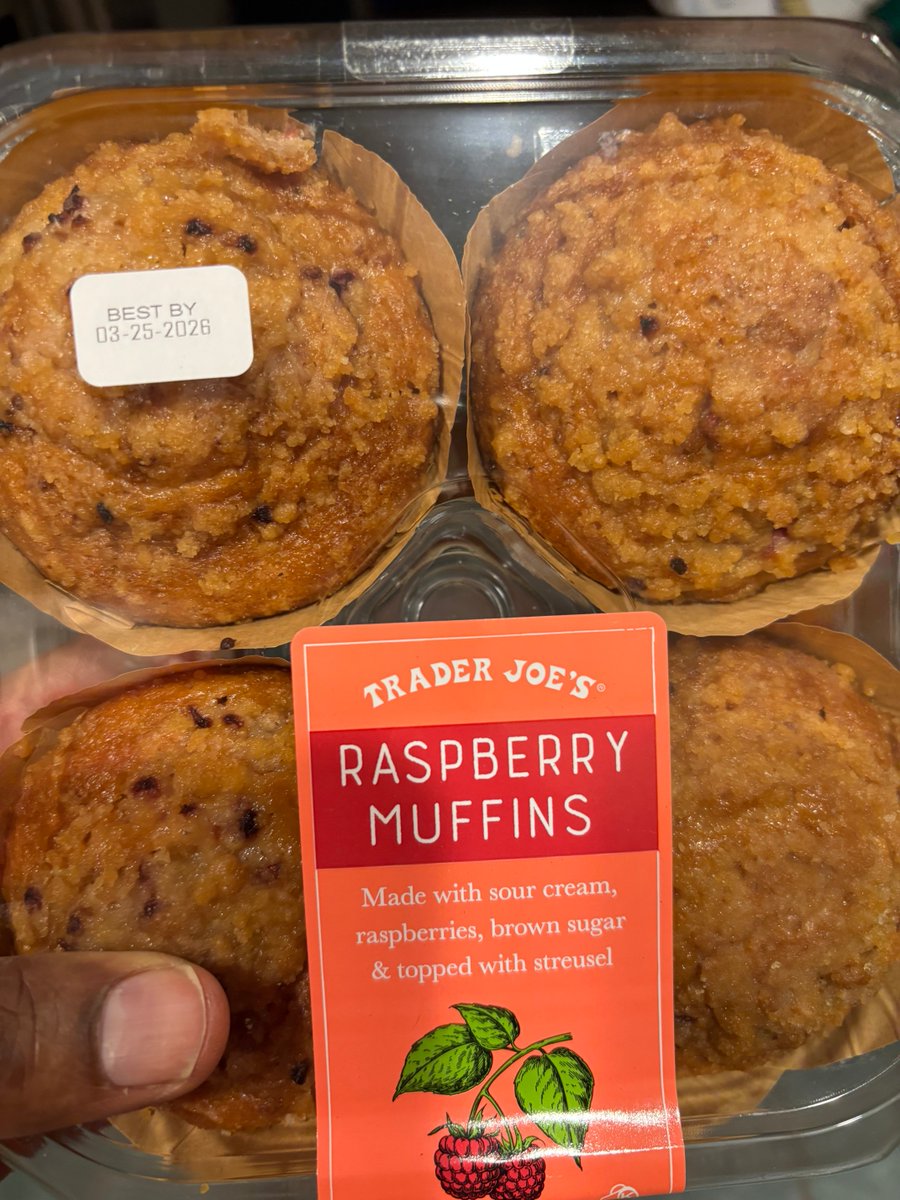 BEST BY
03-25-2026
TRADER JOE'S®
RASPBERRY
MUFFINS
Made with sour cream,
raspberries, brown sugar
& topped with streusel